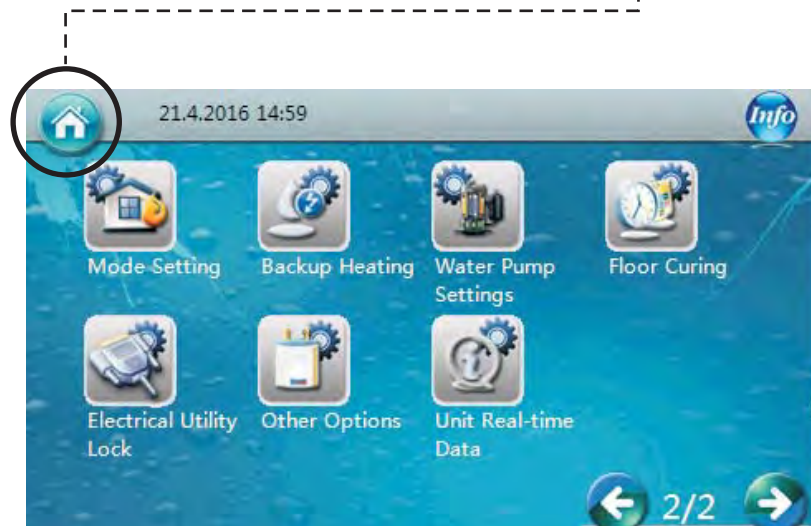 21.4.2016 14:59
Info
Mode Setting
Backup Heating
Water Pump
Settings
Floor Curing
Electrical Utility
Lock
Other Options
Unit Real-time
Data
2/2